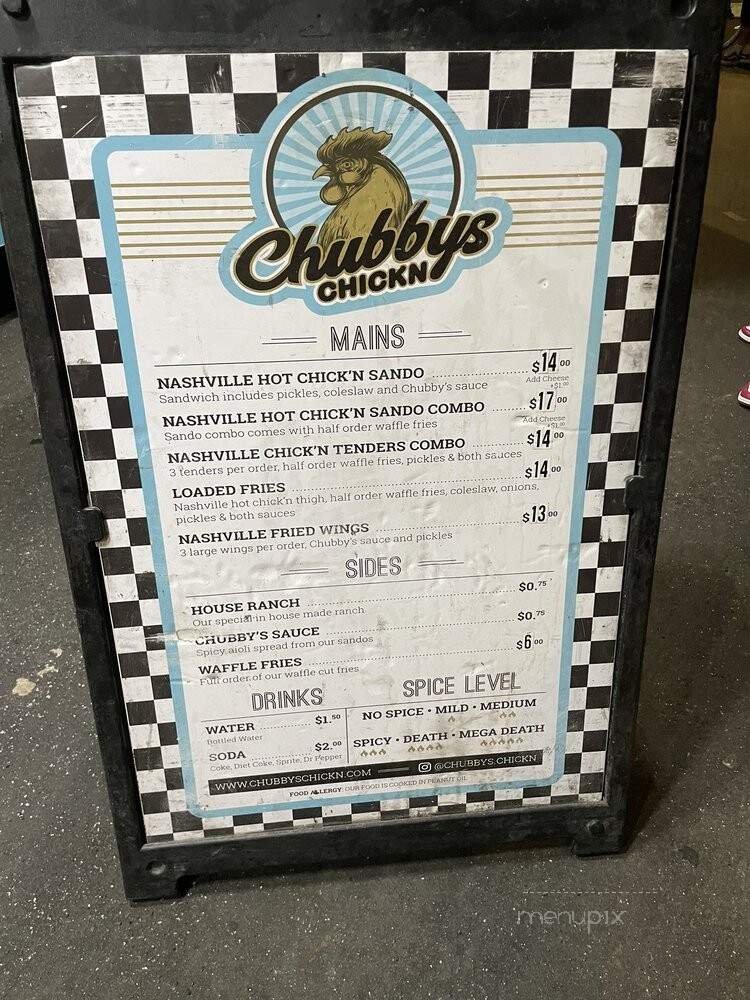 Chubbys
CHICKN
MAINS
NASHVILLE HOT CHICK'N SANDO $14.00
Sandwich includes pickles, coleslaw and Chubby's sauce
Add Cheese
+$1.00
NASHVILLE HOT CHICK'N SANDO COMBO $17.00
Sando combo comes with half order waffle fries
Add Cheese
+$1.00
NASHVILLE CHICK'N TENDERS COMBO $14.00
3 tenders per order, half order waffle fries, pickles & both sauces
LOADED FRIES $14.00
Nashville hot chick'n thigh, half order waffle fries, coleslaw, onions,
pickles & both sauces
NASHVILLE FRIED WINGS $13.00
3 large wings per order, Chubby's sauce and pickles
SIDES
HOUSE RANCH $0.75
Our special in house made ranch
CHUBBY'S SAUCE $0.75
Spicy aioli spread from our sandos
WAFFLE FRIES $6.00
Full order of our waffle cut fries
DRINKS
WATER $1.50
Bottled Water
SODA $2.00
Coke, Diet Coke, Sprite, Dr Pepper
SPICE LEVEL
NO SPICE • MILD • MEDIUM
SPICY • DEATH • MEGA DEATH
WWW.CHUBBYSCHICKN.COM @CHUBBYS.CHICKN
FOOD ALLERGY: OUR FOOD IS COOKED IN PEANUT OIL
menupix